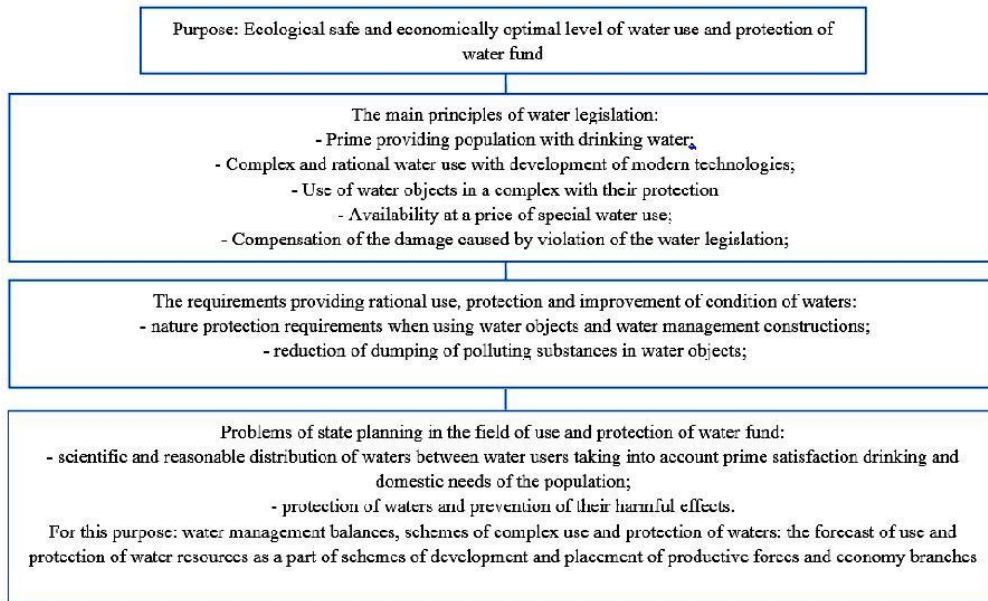 Purpose: Ecological safe and economically optimal level of water use and protection of
water fund
The main principles of water legislation:
- Prime providing population with drinking water;
- Complex and rational water use with development of modern technologies;
- Use of water objects in a complex with their protection
- Availability at a price of special water use;
- Compensation of the damage caused by violation of the water legislation;
The requirements providing rational use, protection and improvement of condition of waters:
- nature protection requirements when using water objects and water management constructions;
- reduction of dumping of polluting substances in water objects;
Problems of state planning in the field of use and protection of water fund:
- scientific and reasonable distribution of waters between water users taking into account prime satisfaction drinking and
domestic needs of the population;
- protection of waters and prevention of their harmful effects.
For this purpose: water management balances, schemes of complex use and protection of waters: the forecast of use and
protection of water resources as a part of schemes of development and placement of productive forces and economy branches